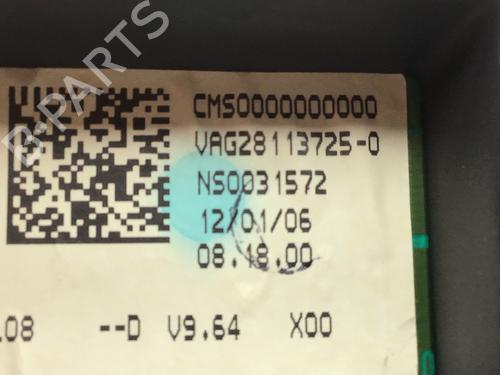 B-PARTS
CMS0000000000
VAG28113725-0
NS0031572
12/01/06
08.18.00
.08 --D V9.64 X00